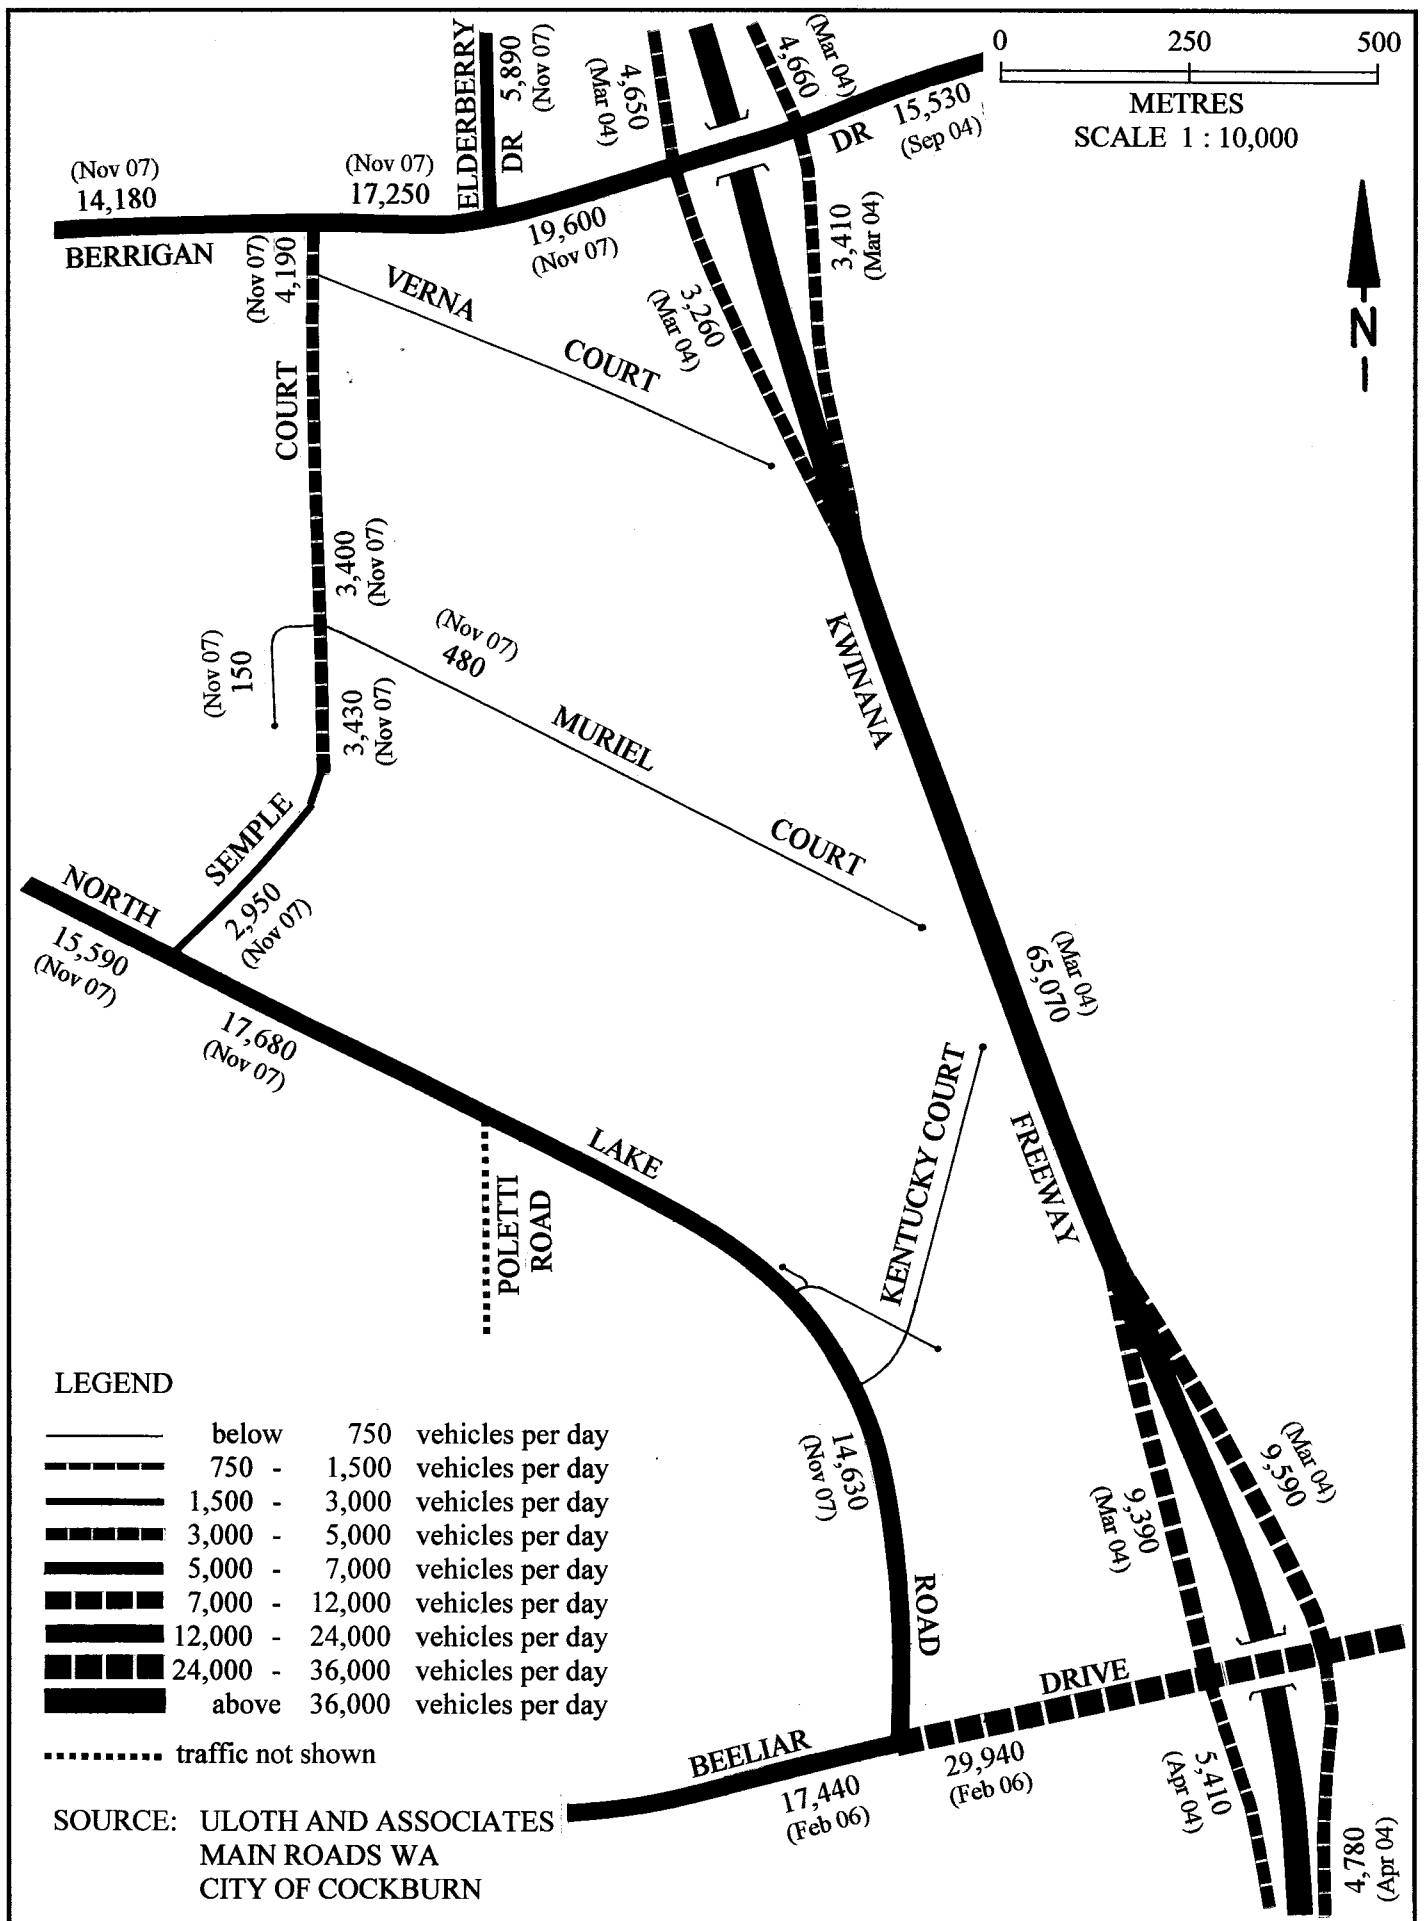 ELDERBERRY
DR
5,890
(Nov 07)
4,650
(Mar 04)
(Mar 04)
4,660
DR
15,530
(Sep 04)
0 250 500
METRES
SCALE 1 : 10,000
(Nov 07)
14,180
(Nov 07)
17,250
BERRIGAN
19,600
(Nov 07)
3,410
(Mar 04)
3,260
(Mar 04)
N
(Nov 07)
4,190
VERNA
COURT
COURT
3,400
(Nov 07)
(Nov 07)
150
(Nov 07)
480
3,430
(Nov 07)
MURIEL
COURT
KWINANA
SEMPLE
2,950
(Nov 07)
NORTH
15,590
(Nov 07)
17,680
(Nov 07)
(Mar 04)
65,070
LAKE
KENTUCKY COURT
FREEWAY
POLETTI
ROAD
14,630
(Nov 07)
ROAD
9,390
(Mar 04)
(Mar 04)
9,590
DRIVE
BEELIAR
17,440
(Feb 06)
29,940
(Feb 06)
5,410
(Apr 04)
4,780
(Apr 04)
LEGEND
below 750 vehicles per day
750 - 1,500 vehicles per day
1,500 - 3,000 vehicles per day
3,000 - 5,000 vehicles per day
5,000 - 7,000 vehicles per day
7,000 - 12,000 vehicles per day
12,000 - 24,000 vehicles per day
24,000 - 36,000 vehicles per day
above 36,000 vehicles per day
traffic not shown
SOURCE: ULOTH AND ASSOCIATES
MAIN ROADS WA
CITY OF COCKBURN